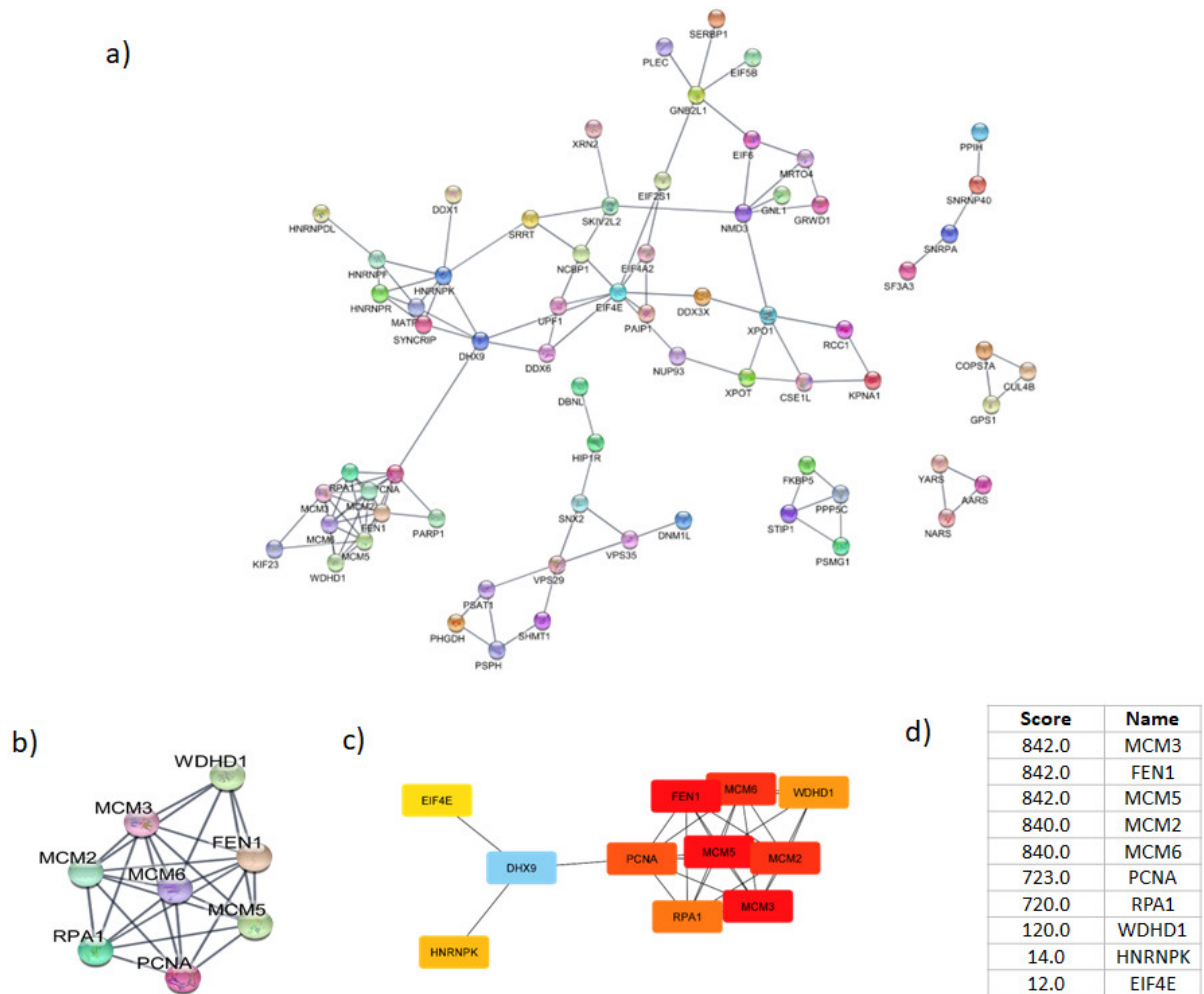 a)
SERBP1
PLEC
EIF5B
GNB2L1
XRN2
EIF6
MRTO4
PPIH
SNRNP40
DDX1
EIF2S1
GNL1
HNRNPDL
SRRT
SKIV2L2
NMD3
GRWD1
SNRPA
HNRNPF
NCBP1
EIF4A2
SF3A3
HNRNPK
HNRNPR
EIF4E
DDX3X
MATR
UPF1
PAIP1
XPO1
SYNCRIP
RCC1
DHX9
DDX6
NUP93
COPS7A
CUL4B
XPOT
CSE1L
KPNA1
GPS1
DBNL
HIP1R
FKBP5
YARS
RPA1
PCNA
AARS
MCM3
MCM2
PPP5C
SNX2
STIP1
NARS
FEN1
PARP1
DNM1L
MCM6
VPS35
KIF23
MCM5
PSMG1
WDHD1
VPS29
PSAT1
PHGDH
SHMT1
PSPH
b)
WDHD1
MCM3
FEN1
MCM2
MCM6
MCM5
RPA1
PCNA
c)
EIF4E
FEN1
MCM6
WDHD1
DHX9
PCNA
MCM5
MCM2
RPA1
MCM3
HNRNPK
d)
Score Name
842.0 MCM3
842.0 FEN1
842.0 MCM5
840.0 MCM2
840.0 MCM6
723.0 PCNA
720.0 RPA1
120.0 WDHD1
14.0 HNRNPK
12.0 EIF4E